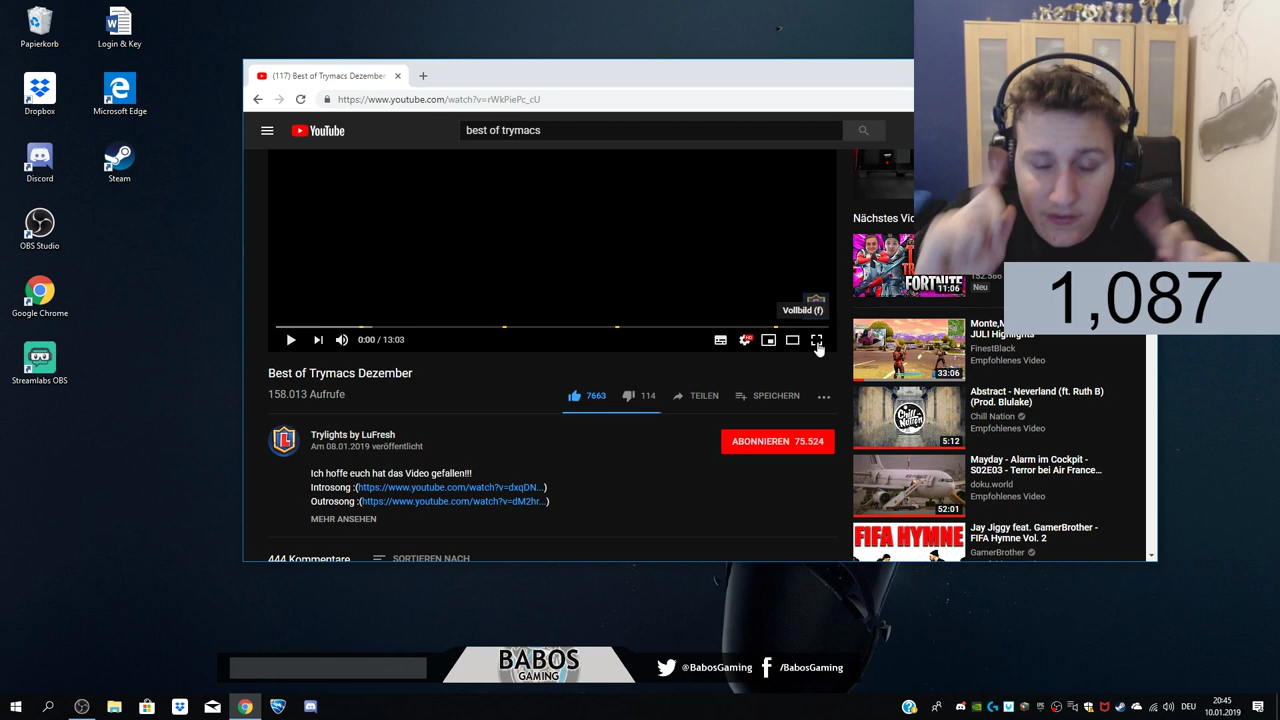 Papierkorb
Login & Key
Dropbox
Microsoft Edge
Discord
Steam
OBS Studio
Google Chrome
Streamlabs OBS
(117) Best of Trymacs Dezember
https://www.youtube.com/watch?v=rWkPiePc_cU
YouTube
best of trymacs
Vollbild (f)
0:00 / 13:03
HD
Best of Trymacs Dezember
158.013 Aufrufe
7663
114
TEILEN
SPEICHERN
Trylights by LuFresh
Am 08.01.2019 veröffentlicht
ABONNIEREN 75.524
Ich hoffe euch hat das Video gefallen!!!
Introsong :(https://www.youtube.com/watch?v=dxqDN...)
Outrosong :(https://www.youtube.com/watch?v=dM2hr...)
MEHR ANSEHEN
444 Kommentare
SORTIEREN NACH
Nächstes Vid
FORTNITE
11:06
152.586
Neu
1,087
Monte,M
JULI Highlights
FinestBlack
Empfohlenes Video
33:06
Abstract - Neverland (ft. Ruth B)
(Prod. Blulake)
Chill Nation
Empfohlenes Video
CHILL
NATION
5:12
Mayday - Alarm im Cockpit -
S02E03 - Terror bei Air France...
doku.world
Empfohlenes Video
52:01
Jay Jiggy feat. GamerBrother -
FIFA Hymne Vol. 2
GamerBrother
FIFA HYMNE
BABOS
GAMING
@BabosGaming
/BabosGaming
DEU
20:45
10.01.2019